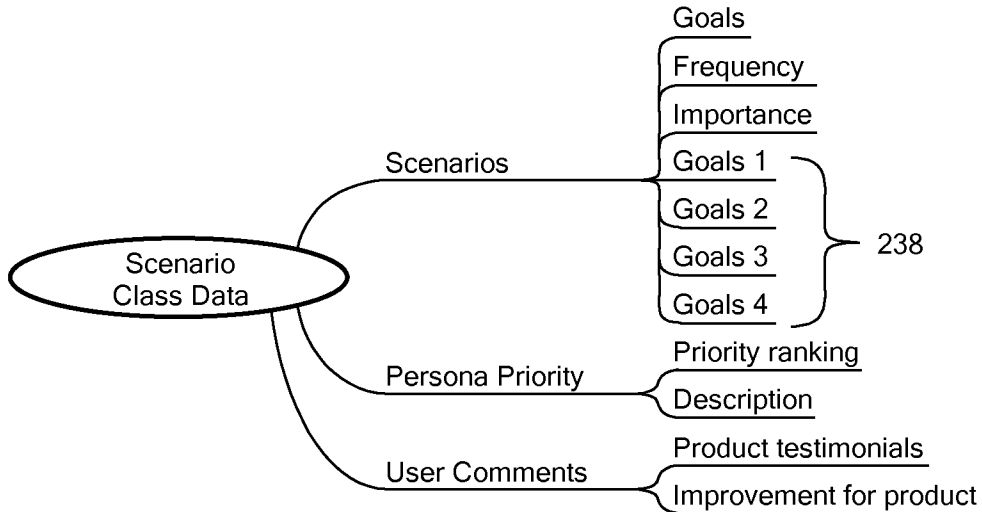 Goals
Frequency
Importance
Scenarios
Goals 1
Goals 2
238
Goals 3
Goals 4
Scenario
Class Data
Priority ranking
Persona Priority
Description
Product testimonials
User Comments
Improvement for product